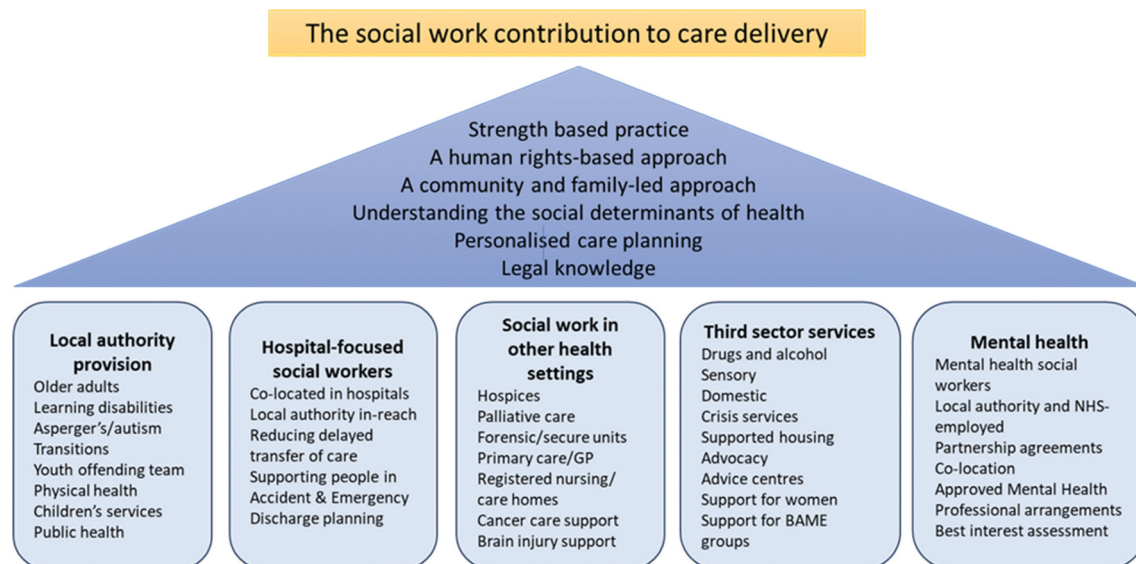 The social work contribution to care delivery
Strength based practice
A human rights-based approach
A community and family-led approach
Understanding the social determinants of health
Personalised care planning
Legal knowledge
Local authority
provision
Older adults
Learning disabilities
Asperger's/autism
Transitions
Youth offending team
Physical health
Children's services
Public health
Hospital-focused
social workers
Co-located in hospitals
Local authority in-reach
Reducing delayed
transfer of care
Supporting people in
Accident & Emergency
Discharge planning
Social work in
other health
settings
Hospices
Palliative care
Forensic/secure units
Primary care/GP
Registered nursing/
care homes
Cancer care support
Brain injury support
Third sector services
Drugs and alcohol
Sensory
Domestic
Crisis services
Supported housing
Advocacy
Advice centres
Support for women
Support for BAME
groups
Mental health
Mental health social
workers
Local authority and NHS-
employed
Partnership agreements
Co-location
Approved Mental Health
Professional arrangements
Best interest assessment